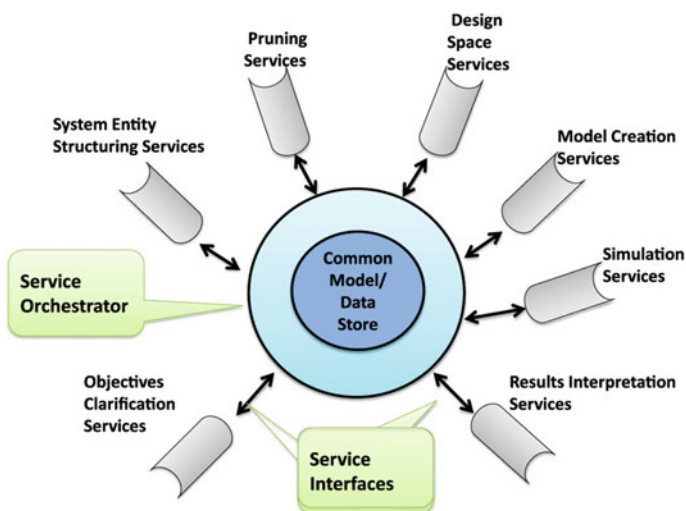 Pruning
Services
Design
Space
Services
System Entity
Structuring Services
Model Creation
Services
Common
Model/
Data
Store
Simulation
Services
Service
Orchestrator
Objectives
Clarification
Services
Results Interpretation
Services
Service
Interfaces